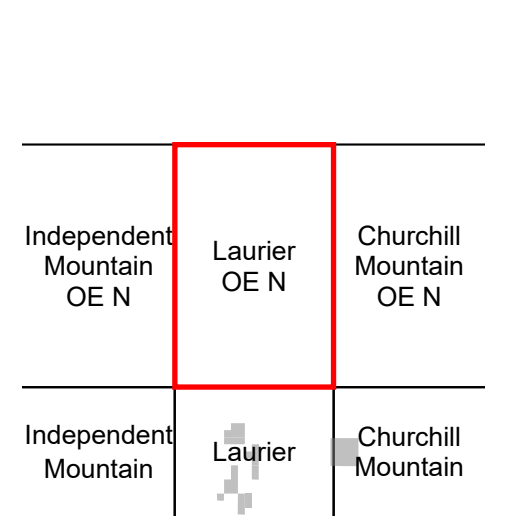 Independent
Mountain
OE N
Laurier
OE N
Churchill
Mountain
OE N
Independent
Mountain
Laurier
Churchill
Mountain